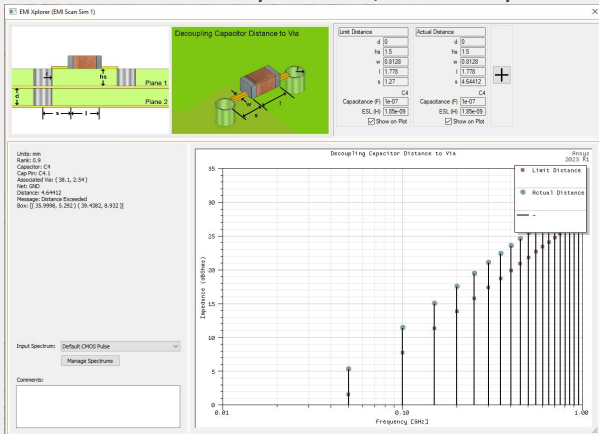 EMI Xplorer (EMI Scan Sim 1)
Plane 1
Plane 2
hs
d
s
l
Decoupling Capacitor Distance to Via
w
l
s
Limit Distance
d 0
hs 1.5
w 0.8128
l 1.778
s 1.27
C4
Capacitance (F) 1e-07
ESL (H) 1.85e-09
Show on Plot
Actual Distance
d 0
hs 1.5
w 0.8128
l 1.778
s 4.64412
C4
Capacitance (F) 1e-07
ESL (H) 1.85e-09
Show on Plot
Units: mm
Rank: 0.9
Capacitor: C4
Cap Pin: C4.1
Associated Via: ( 38.1, 2.54 )
Net: GND
Distance: 4.64412
Message: Distance Exceeded
Box: [( 35.9998, 5.292 ) ( 39.4382, 8.932 )]
Input Spectrum: Default CMOS Pulse
Manage Spectrums
Comments:
Decoupling Capacitor Distance to Via
Ansys
2023 R1
Limit Distance
Actual Distance
-
Impedance (dBOhms)
35
30
25
20
15
10
5
0
0.01
0.10
1.00
Frequency [GHz]